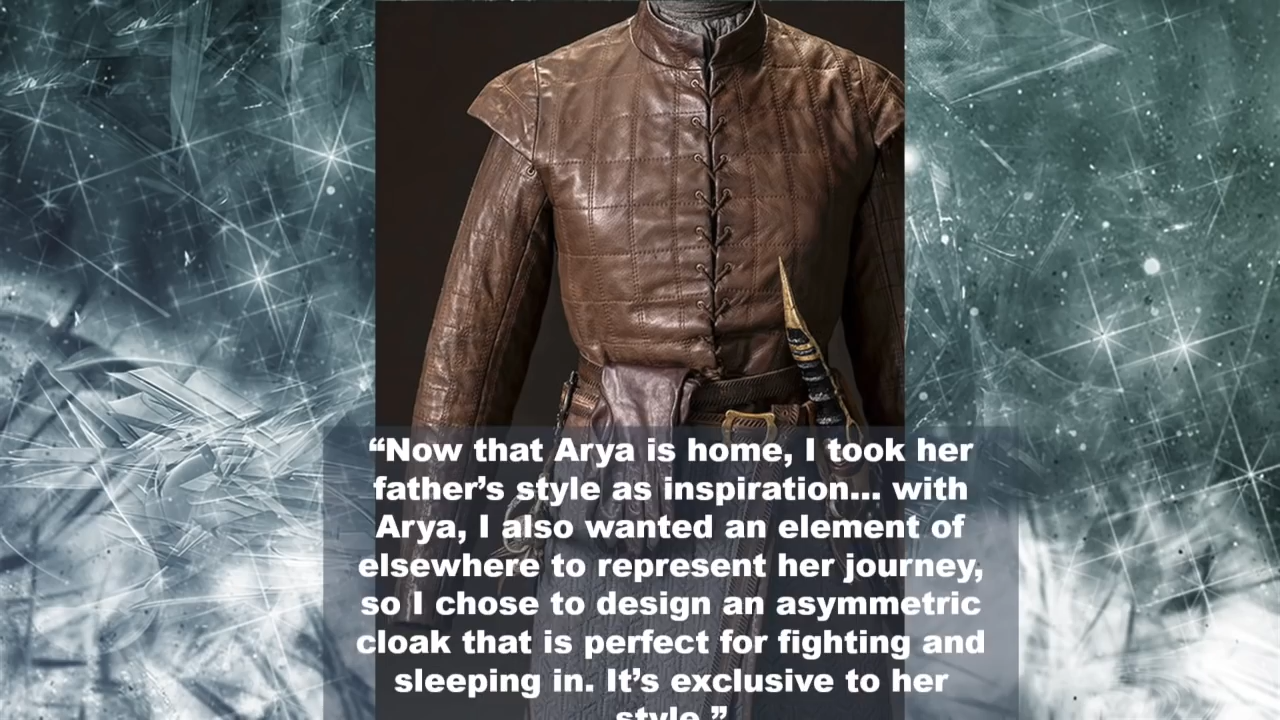 “Now that Arya is home, I took her
father’s style as inspiration... with
Arya, I also wanted an element of
elsewhere to represent her journey,
so I chose to design an asymmetric
cloak that is perfect for fighting and
sleeping in. It’s exclusive to her
style.”